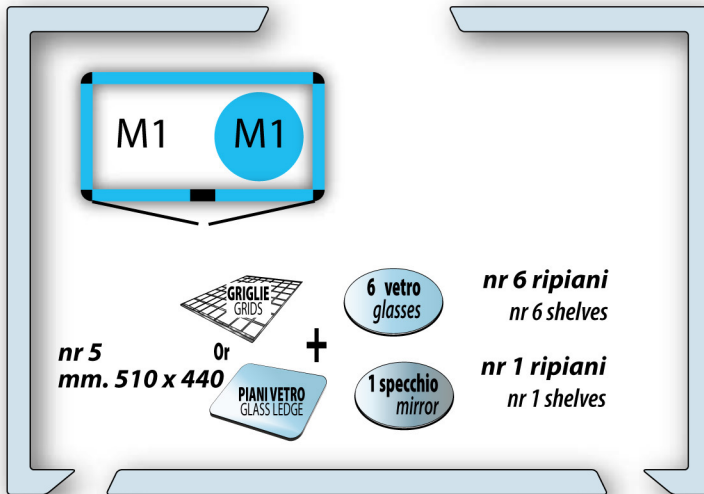 M1
M1
GRIGLIE
GRIDS
Or
nr 5
mm. 510 x 440
PIANI VETRO
GLASS LEDGE
+
6 vetro
glasses
nr 6 ripiani
nr 6 shelves
1 specchio
mirror
nr 1 ripiani
nr 1 shelves